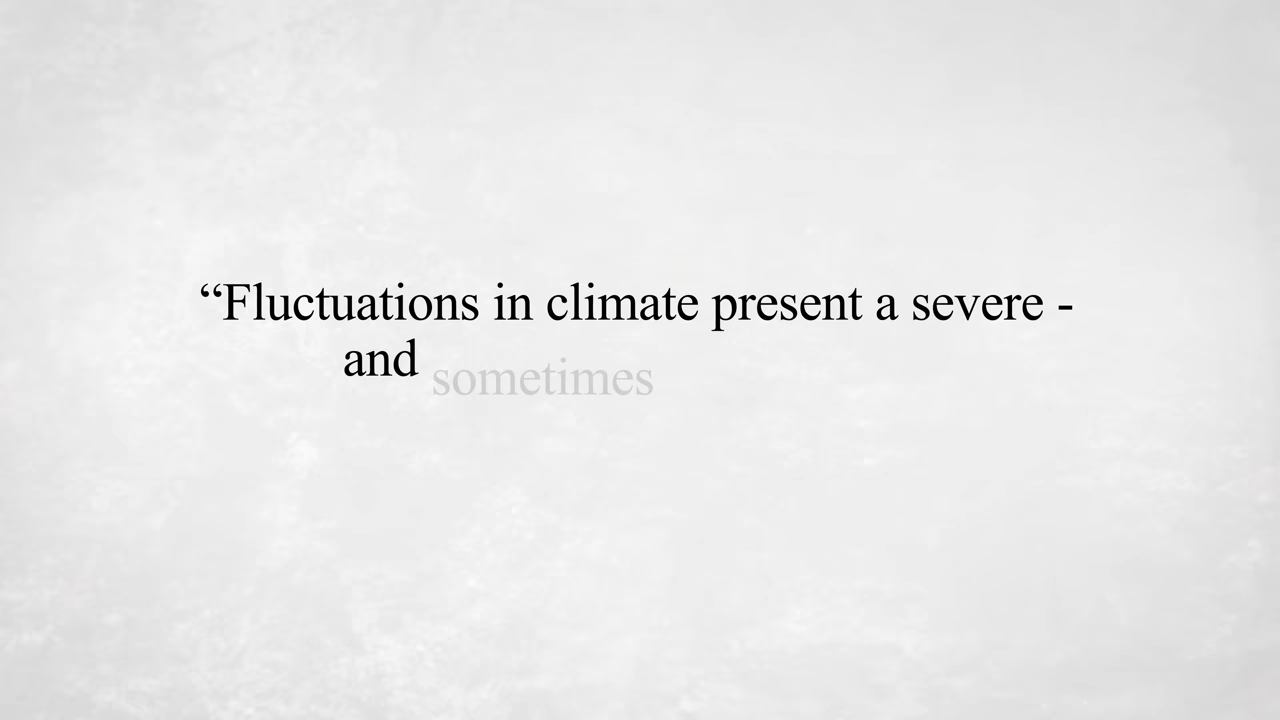 “Fluctuations in climate present a severe -
and sometimes